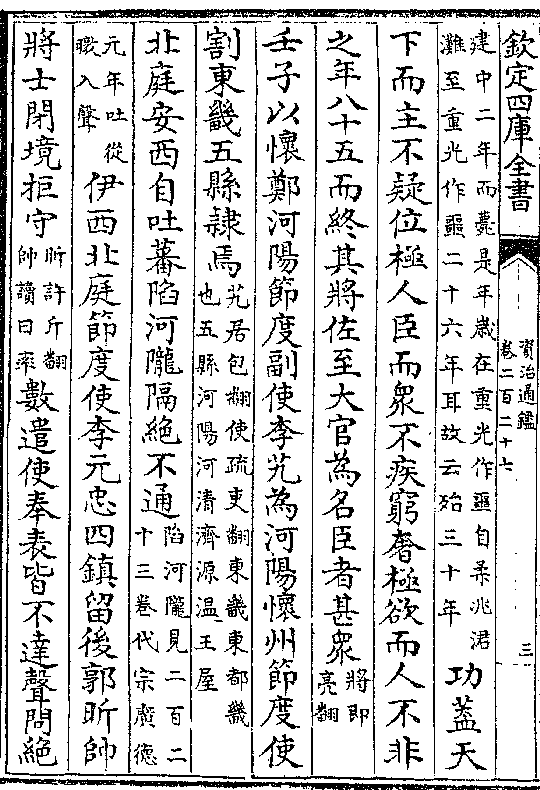 欽定四庫全書
資治通鑑
卷二百二十六
三
建中二年而薨是年歲在重光作噩自柔兆涒
灘至重光作噩二十六年耳故云殆三十年
功蓋天
下而主不疑位極人臣而衆不疾窮奢極欲而人不非
之年八十五而終其將佐至大官為名臣者甚衆
將即
亮翻
壬子以懷鄭河陽節度副使李艽為河陽懷州節度使
割東畿五縣隷焉
艽居包翻使疏吏翻東畿東都畿
也五縣河陽河清濟源温王屋
北庭安西自吐蕃陷河隴隔絶不通
陷河隴見二百二
十三卷代宗廣德
元年吐從
暾入聲
伊西北庭節度使李元忠四鎮留後郭昕帥
將士閉境拒守
昕許斤翻
帥讀曰率
數遣使奉表皆不達聲問絶